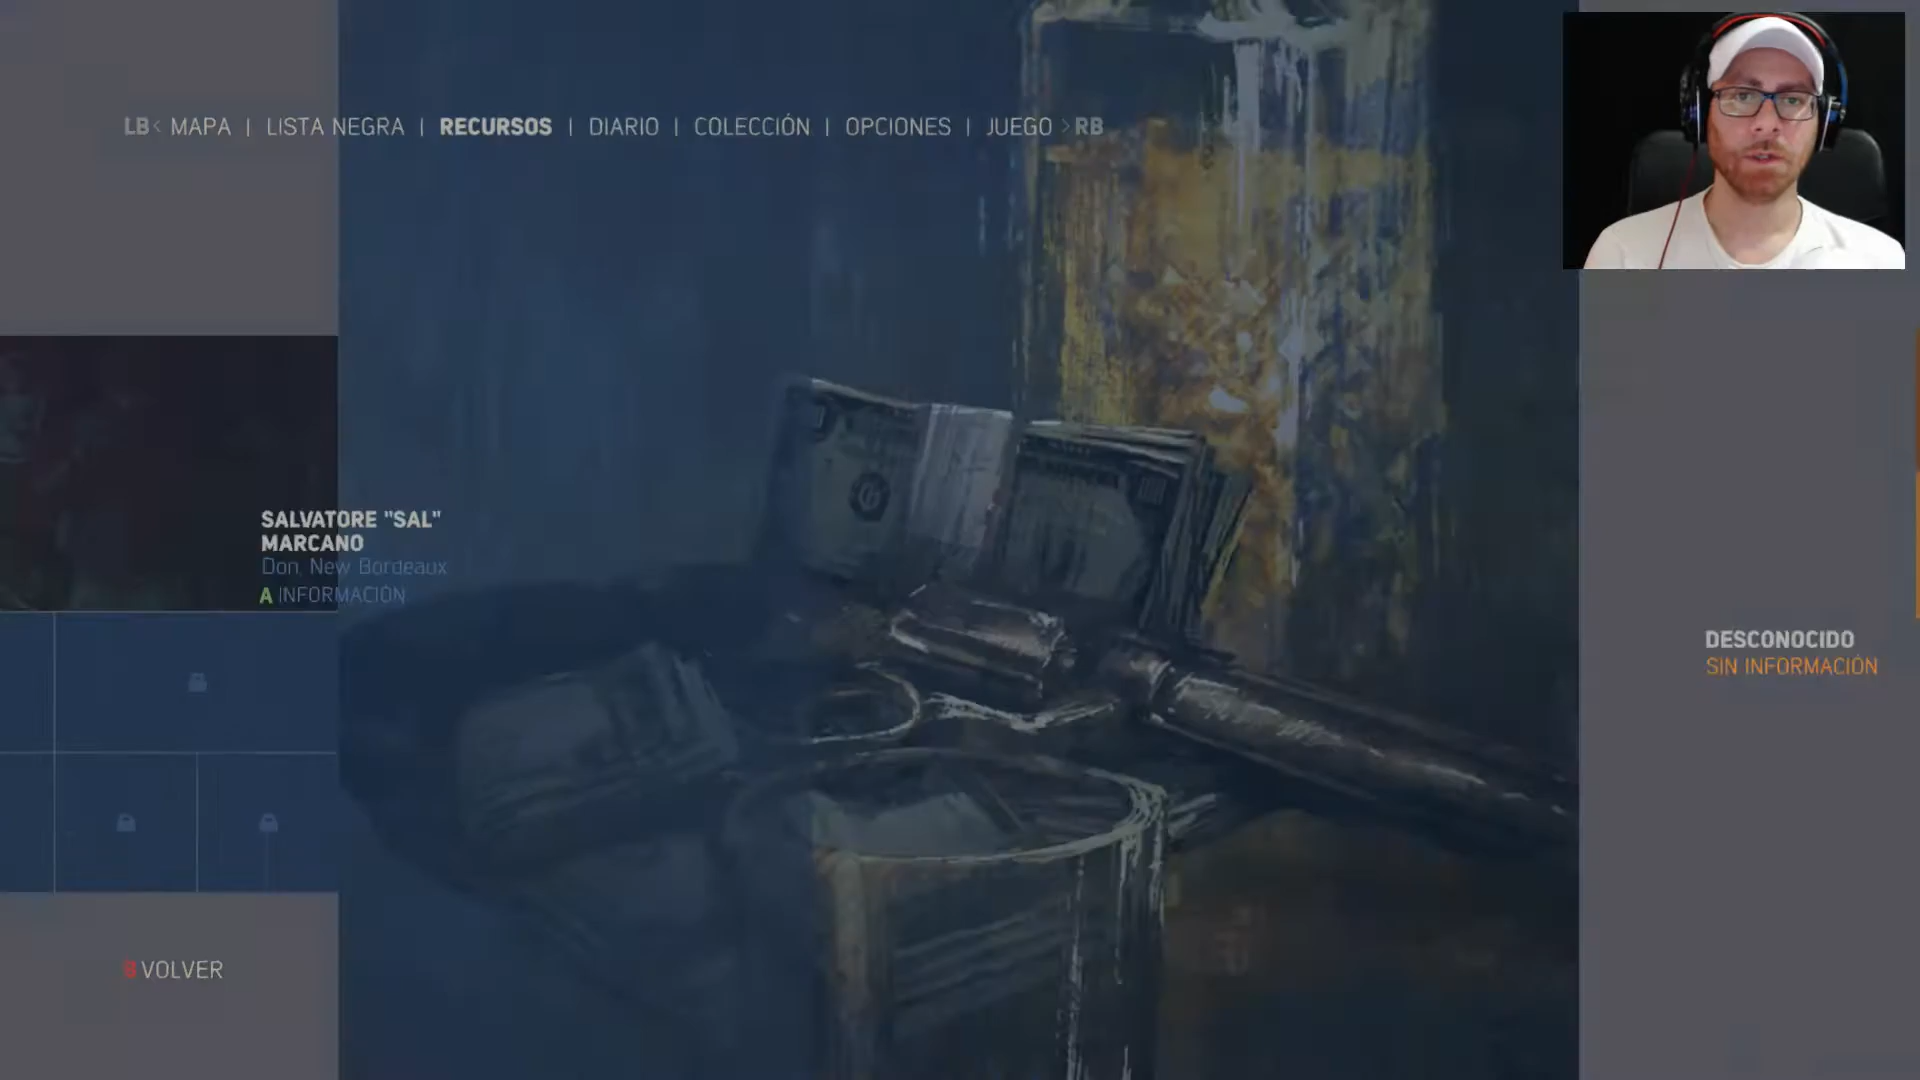 LB< MAPA | LISTA NEGRA | RECURSOS | DIARIO | COLECCIÓN | OPCIONES | JUEGO >RB
SALVATORE "SAL"
MARCANO
Don, New Bordeaux
A INFORMACIÓN
DESCONOCIDO
SIN INFORMACIÓN
B VOLVER